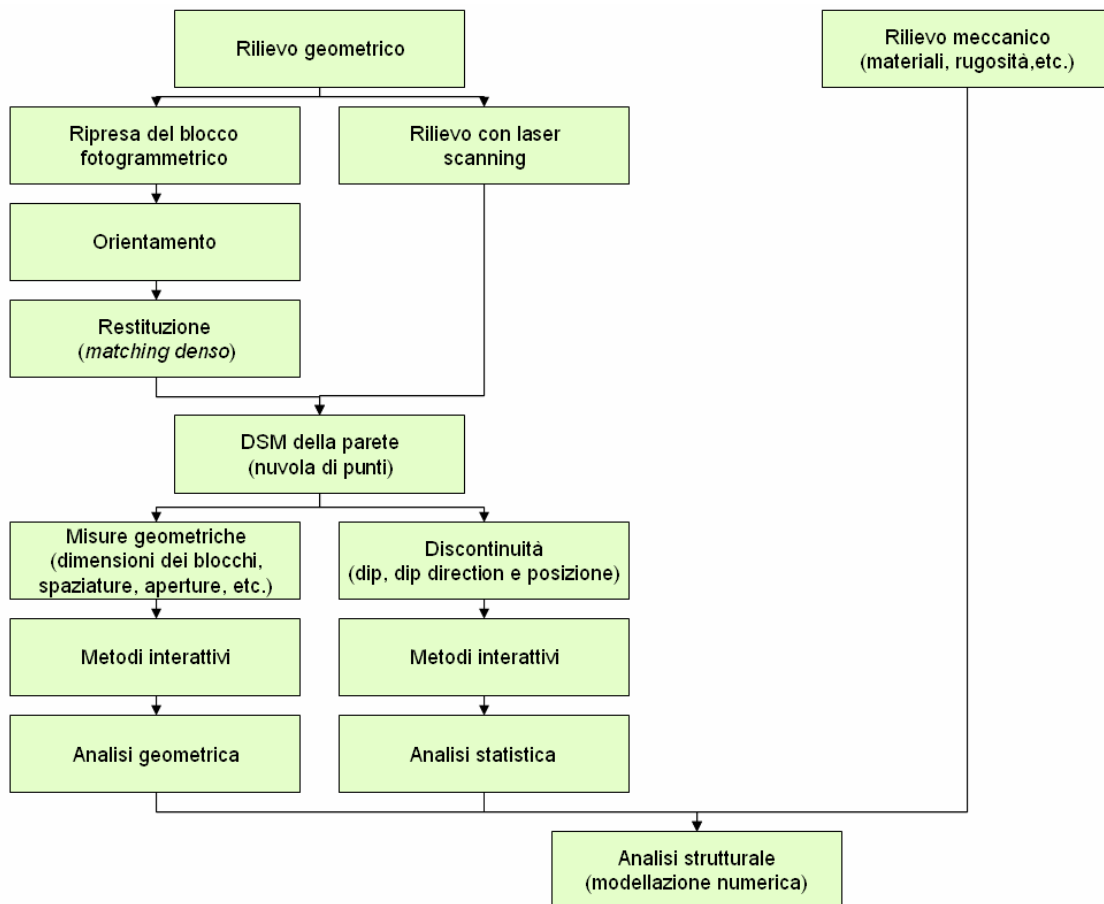 Rilievo geometrico
Rilievo meccanico
(materiali, rugosità,etc.)
Ripresa del blocco
fotogrammetrico
Rilievo con laser
scanning
Orientamento
Restituzione
(matching denso)
DSM della parete
(nuvola di punti)
Misure geometriche
(dimensioni dei blocchi,
spaziature, aperture, etc.)
Discontinuità
(dip, dip direction e posizione)
Metodi interattivi
Metodi interattivi
Analisi geometrica
Analisi statistica
Analisi strutturale
(modellazione numerica)